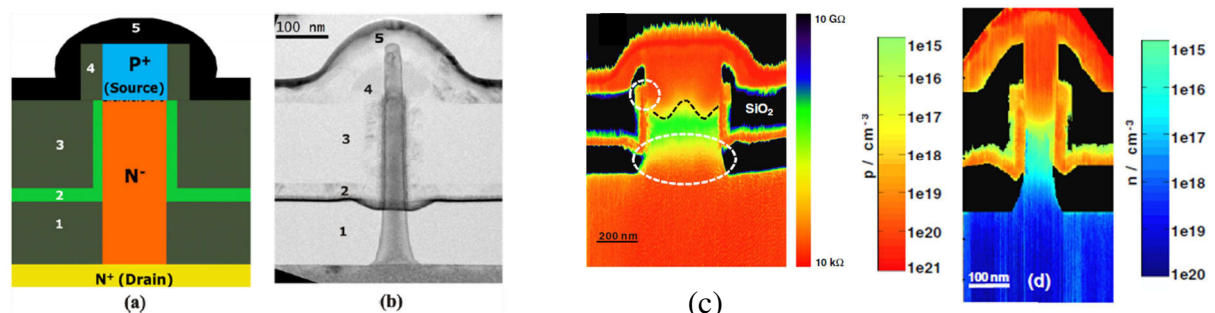 5
4
P⁺
(Source)
3
N⁻
2
1
N⁺ (Drain)
(a)
100 nm
5
4
3
2
1
(b)
10 GΩ
SiO₂
200 nm
10 kΩ
(c)
p / cm⁻³
1e15
1e16
1e17
1e18
1e19
1e20
1e21
100nm
(d)
n / cm⁻³
1e15
1e16
1e17
1e18
1e19
1e20